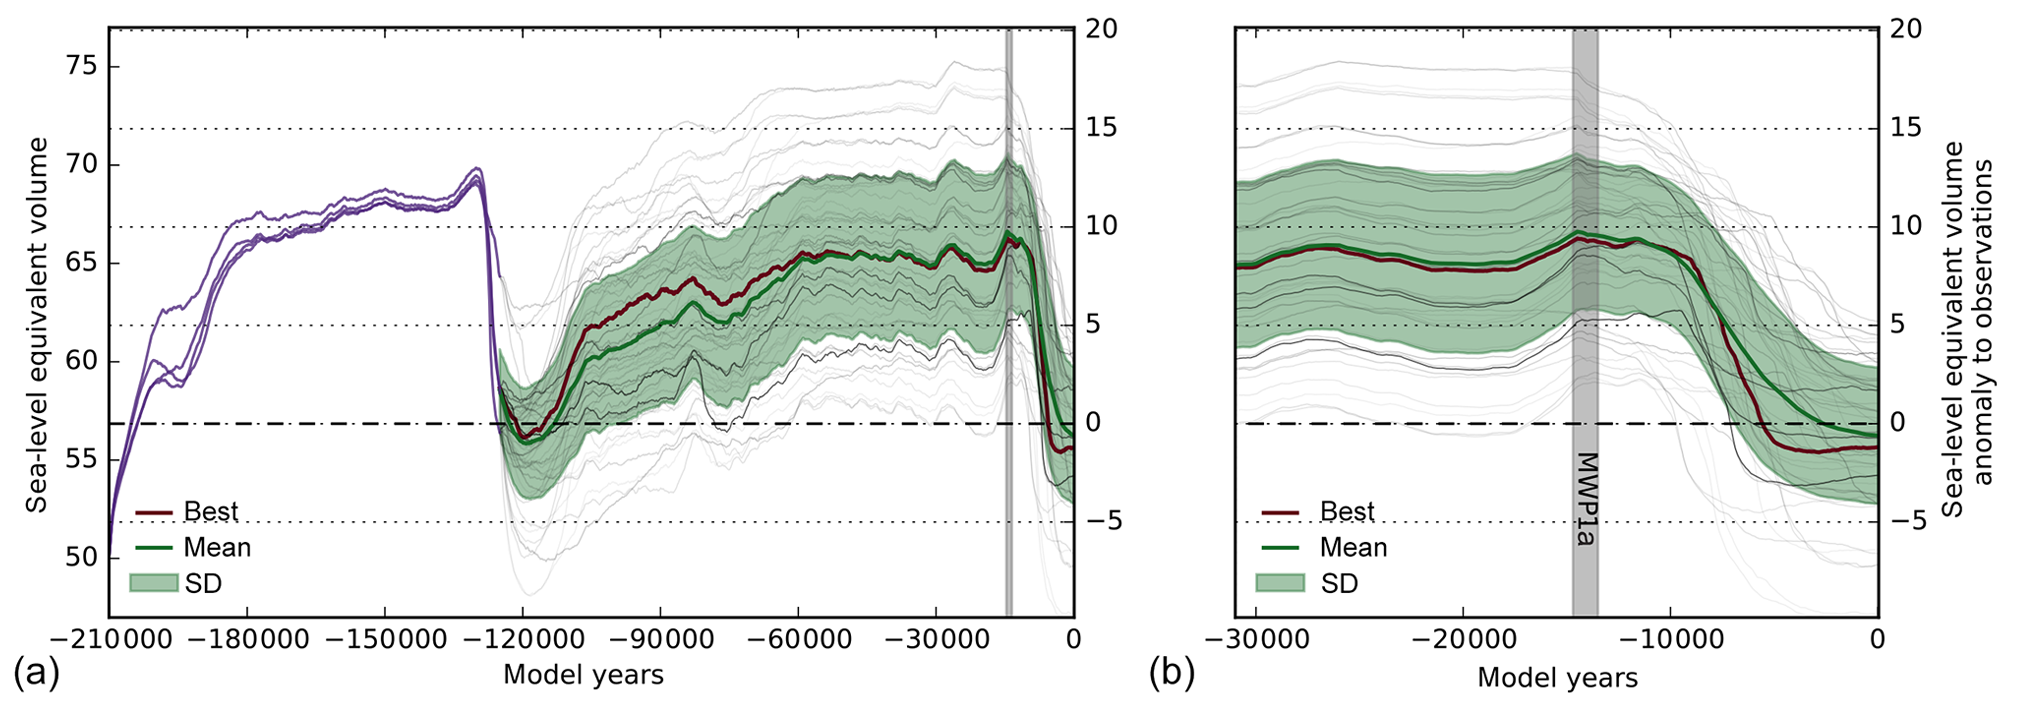 75
70
65
60
55
50
Sea-level equivalent volume
20
15
10
5
0
−5
Best
Mean
SD
−210000 −180000 −150000 −120000 −90000 −60000 −30000 0
Model years
(a)
MWP1a
Best
Mean
SD
20
15
10
5
0
−5
Sea-level equivalent volume
anomaly to observations
−30000 −20000 −10000 0
Model years
(b)